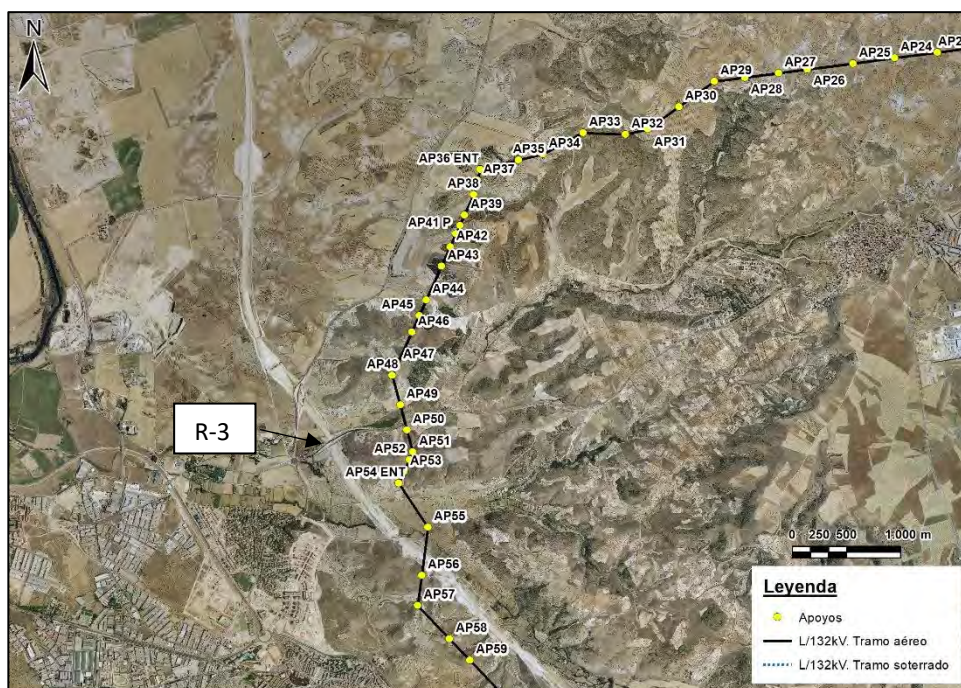 N
AP29
AP27
AP25
AP24
AP2
AP28
AP26
AP30
AP33
AP32
AP31
AP35
AP34
AP36 ENT
AP37
AP38
AP39
AP41 P
AP42
AP43
AP44
AP45
AP46
AP47
AP48
AP49
AP50
R-3
AP51
AP52
AP53
AP54 ENT
AP55
AP56
AP57
AP58
AP59
0 250 500 1.000 m
Leyenda
Apoyos
L/132kV. Tramo aéreo
L/132kV. Tramo soterrado